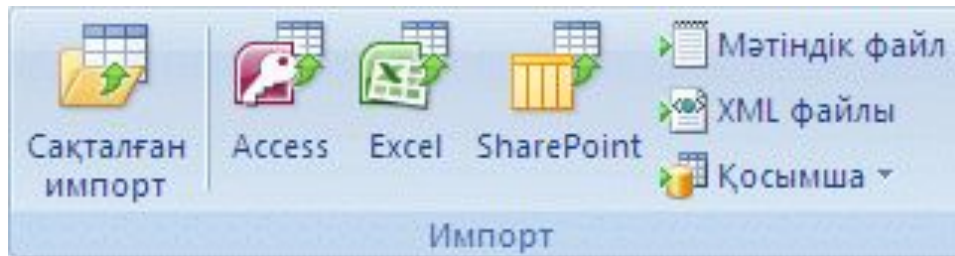 Сақталған
импорт
Access
Excel
SharePoint
Мәтіндік файл
XML файлы
Қосымша
Импорт